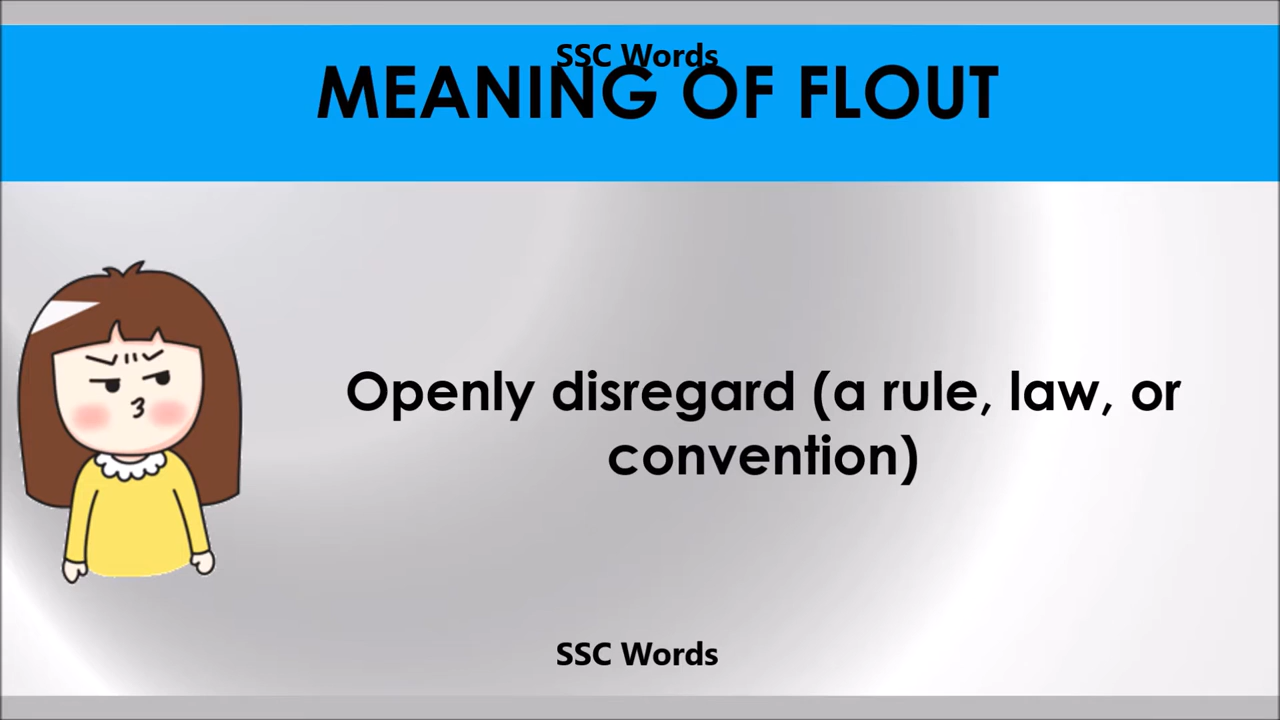 SSC Words
MEANING OF FLOUT
Openly disregard (a rule, law, or
convention)
SSC Words